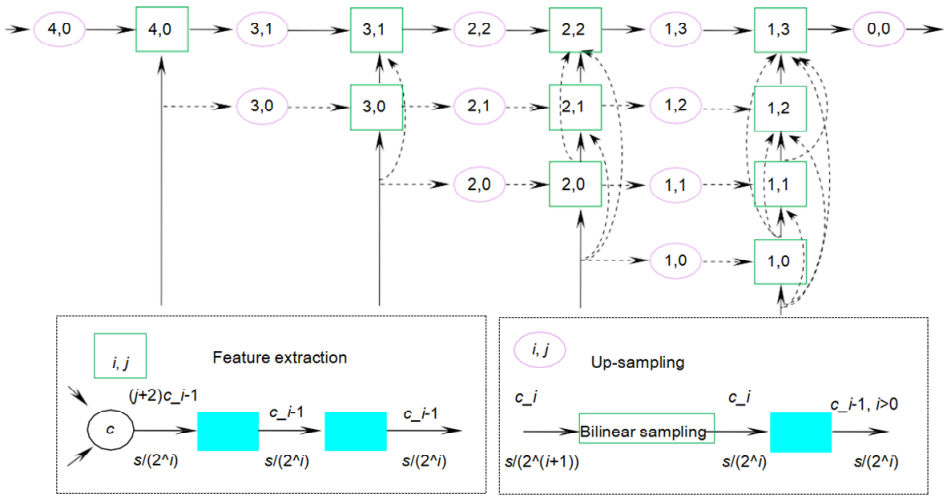 4,0 4,0 3,1 3,1 2,2 2,2 1,3 1,3 0,0
3,0 3,0 2,1 2,1 1,2 1,2
2,0 2,0 1,1 1,1
1,0 1,0
i, j Feature extraction
(j+2)c_i-1
c c_i-1 c_i-1
s/(2^i) s/(2^i) s/(2^i)
i, j Up-sampling
c_i c_i c_i-1, i>0
Bilinear sampling
s/(2^(i+1)) s/(2^i) s/(2^i)